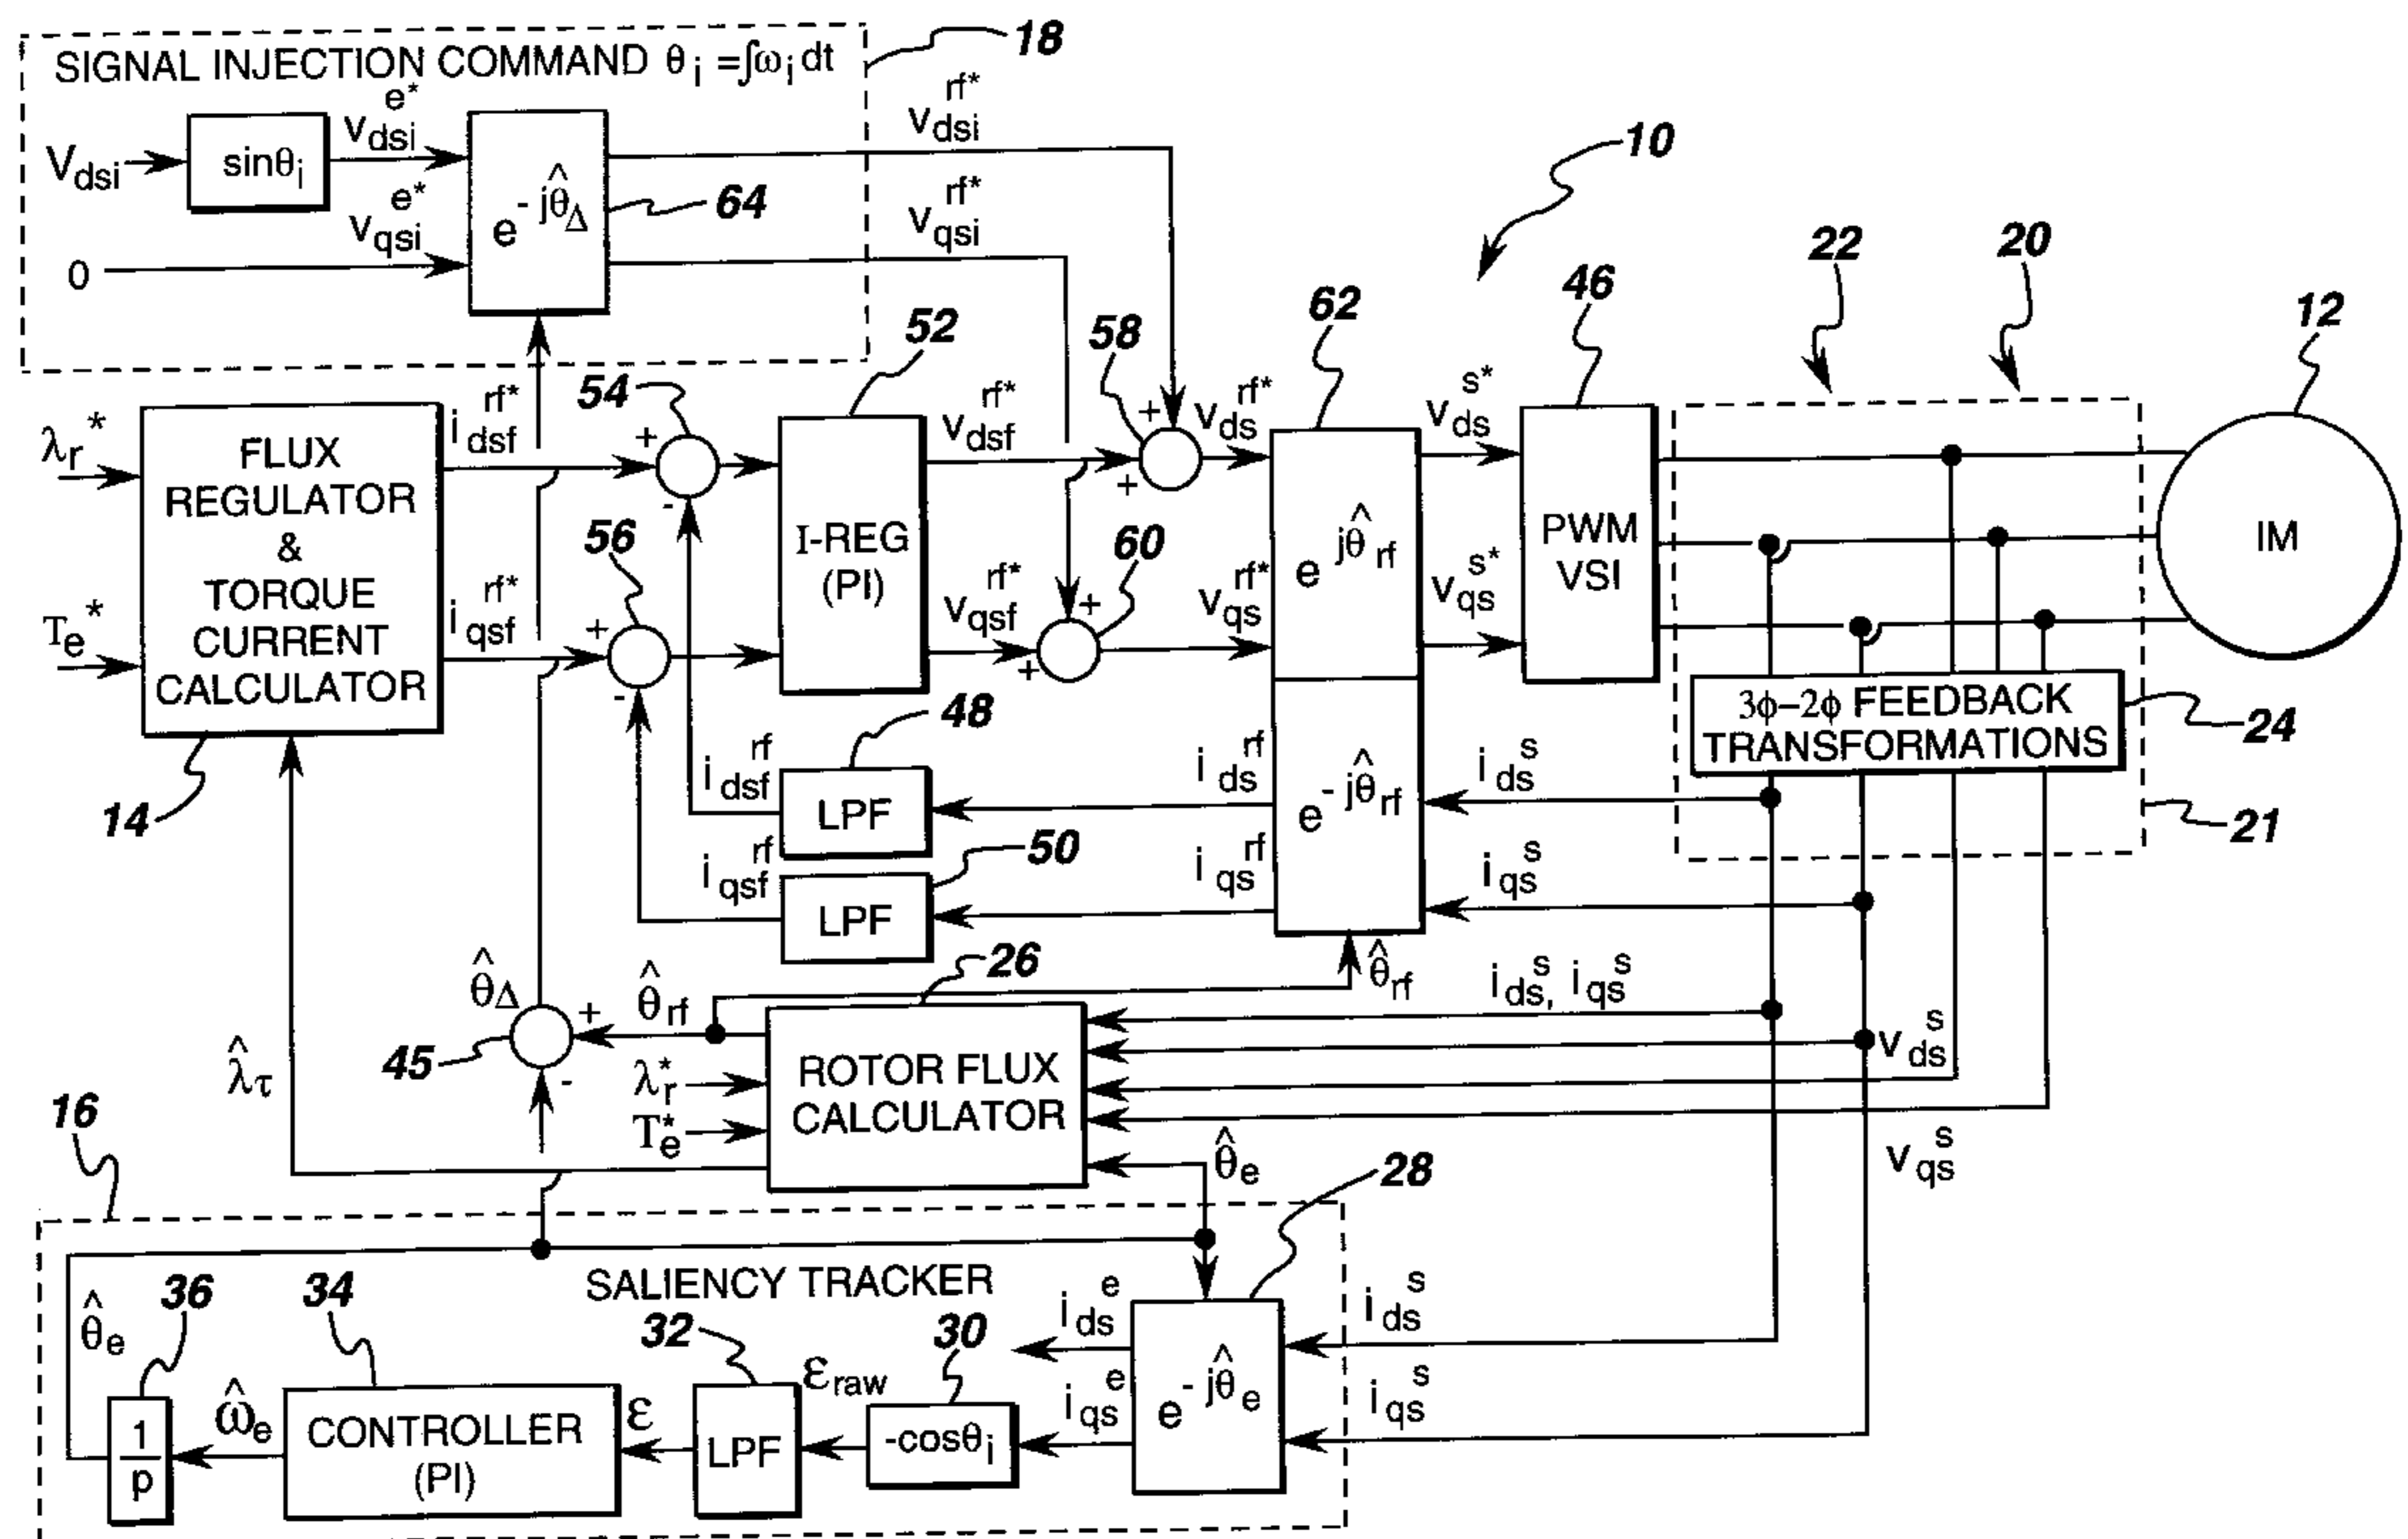 SIGNAL INJECTION COMMAND θi =∫ωi dt
18
Vdsi
sinθi
vdsi e*
vqsi e*
0
e -jθ̂Δ
64
vdsi rf*
vqsi rf*
10
22
20
12
λr*
Te*
FLUX
REGULATOR
&
TORQUE
CURRENT
CALCULATOR
14
idsf rf*
iqsf rf*
54
+
-
56
+
-
52
I-REG
(PI)
vdsf rf*
vqsf rf*
58
+
+
60
+
+
vds rf*
vqs rf*
62
e jθ̂rf
e -jθ̂rf
vds s*
vqs s*
46
PWM
VSI
IM
3φ–2φ FEEDBACK
TRANSFORMATIONS
24
21
48
LPF
idsf rf
50
LPF
iqsf rf
ids rf
iqs rf
ids s
iqs s
θ̂rf
ids s, iqs s
vds s
vqs s
26
ROTOR FLUX
CALCULATOR
θ̂Δ
θ̂rf
+
-
45
λr*
Te*
λ̂τ
θ̂e
16
SALIENCY TRACKER
28
e -jθ̂e
ids s
iqs s
ids e
iqs e
30
-cosθi
εraw
32
LPF
ε
34
CONTROLLER
(PI)
ω̂e
36
1
p
θ̂e